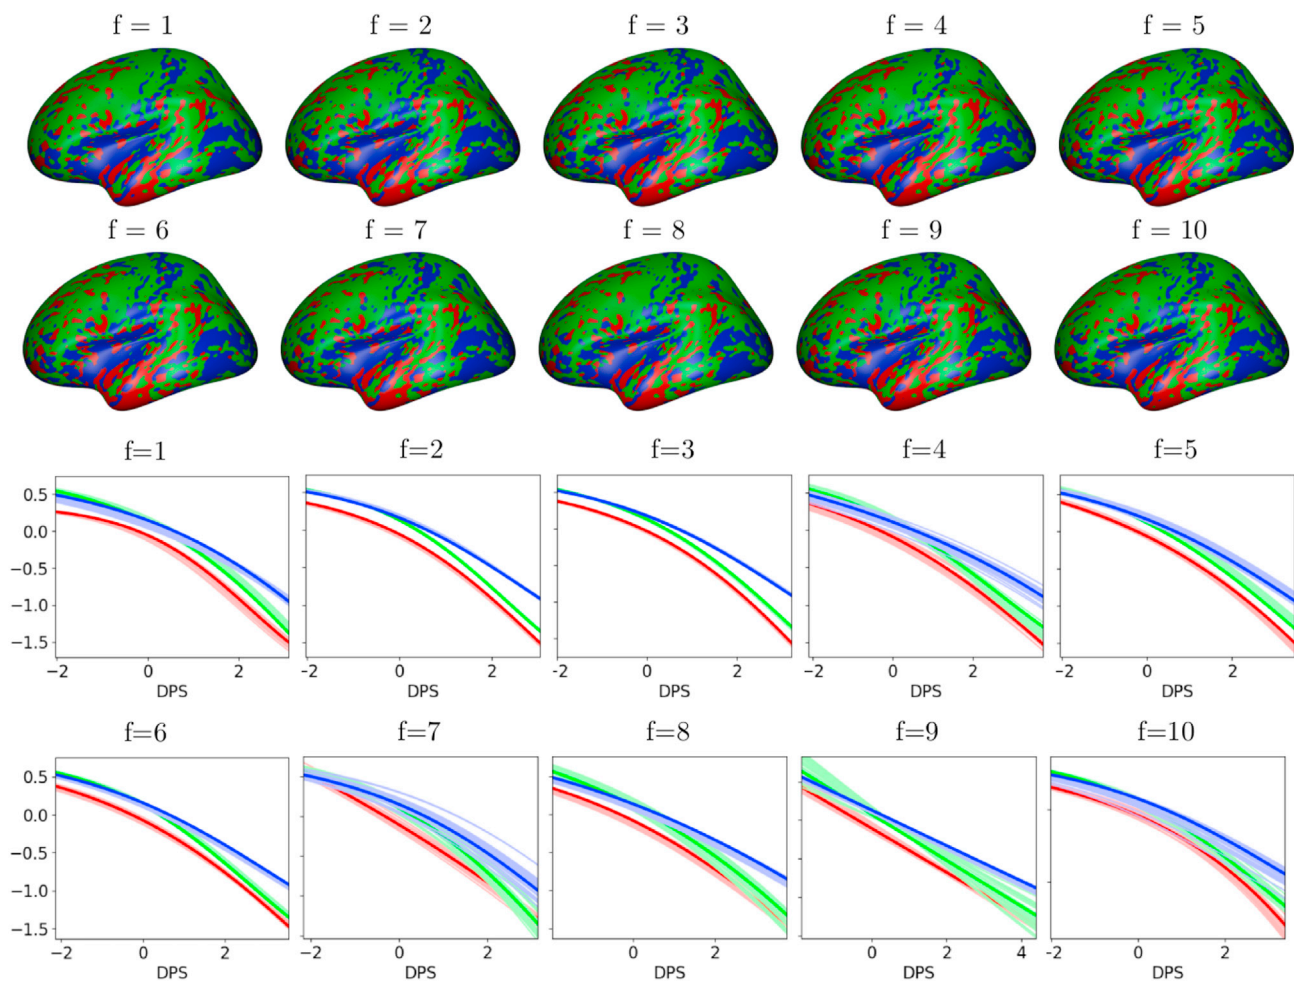 f = 1 f = 2 f = 3 f = 4 f = 5
f = 6 f = 7 f = 8 f = 9 f = 10
f=1 f=2 f=3 f=4 f=5
0.5
0.0
−0.5
−1.0
−1.5
−2 0 2 −2 0 2 −2 0 2 −2 0 2 −2 0 2
DPS DPS DPS DPS DPS
f=6 f=7 f=8 f=9 f=10
0.5
0.0
−0.5
−1.0
−1.5
−2 0 2 −2 0 2 −2 0 2 0 2 4 −2 0 2
DPS DPS DPS DPS DPS